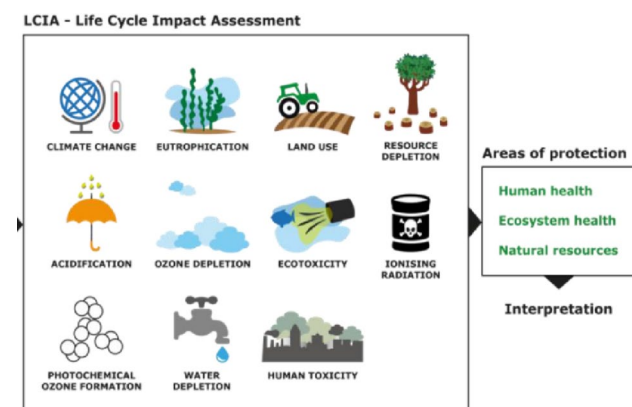 LCIA - Life Cycle Impact Assessment
CLIMATE CHANGE
EUTROPHICATION
LAND USE
RESOURCE
DEPLETION
ACIDIFICATION
OZONE DEPLETION
ECOTOXICITY
IONISING
RADIATION
PHOTOCHEMICAL
OZONE FORMATION
WATER
DEPLETION
HUMAN TOXICITY
Areas of protection
Human health
Ecosystem health
Natural resources
Interpretation